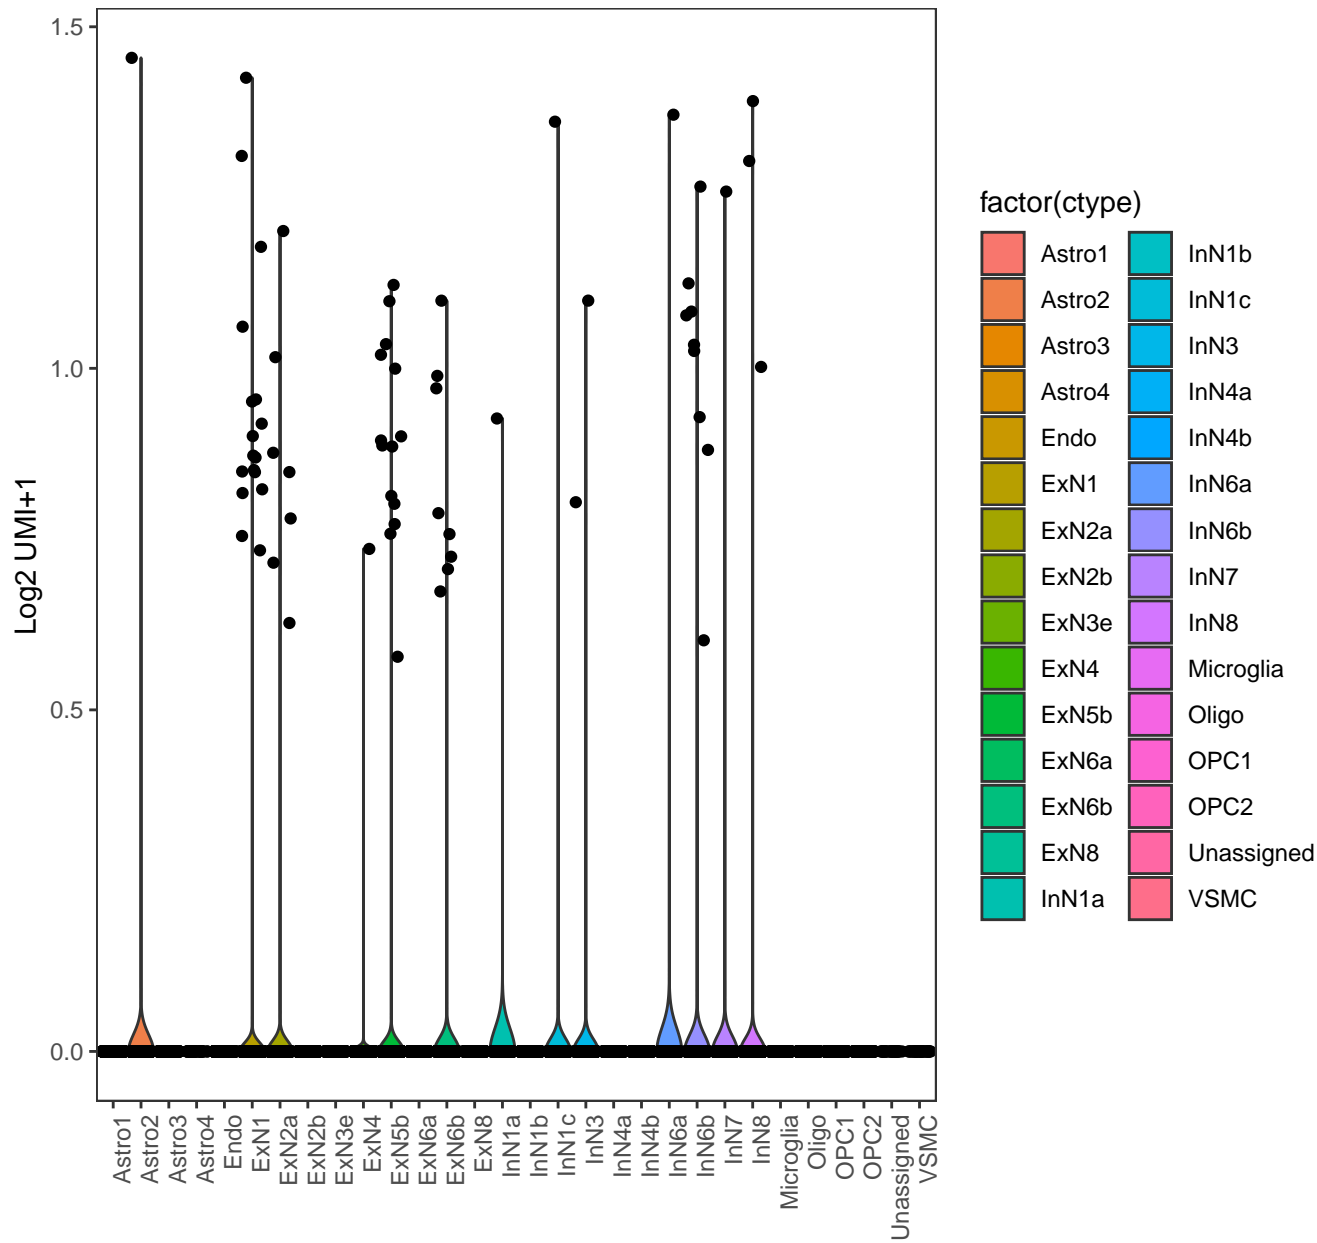 1.5
1.0
0.5
0.0
Log2 UMI+1
Astro1
Astro2
Astro3
Astro4
Endo
ExN1
ExN2a
ExN2b
ExN3e
ExN4
ExN5b
ExN6a
ExN6b
ExN8
InN1a
InN1b
InN1c
InN3
InN4a
InN4b
InN6a
InN6b
InN7
InN8
Microglia
Oligo
OPC1
OPC2
Unassigned
VSMC
factor(ctype)
Astro1
Astro2
Astro3
Astro4
Endo
ExN1
ExN2a
ExN2b
ExN3e
ExN4
ExN5b
ExN6a
ExN6b
ExN8
InN1a
InN1b
InN1c
InN3
InN4a
InN4b
InN6a
InN6b
InN7
InN8
Microglia
Oligo
OPC1
OPC2
Unassigned
VSMC